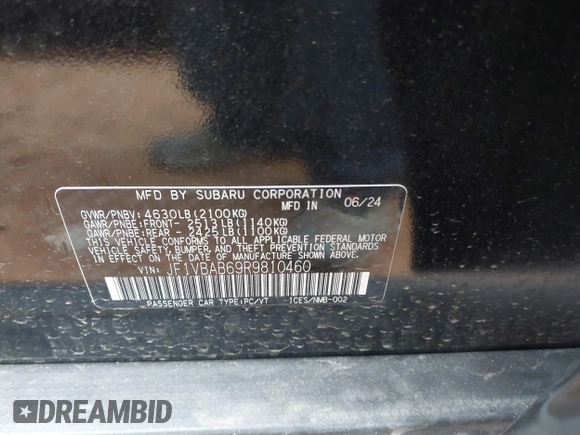 MFD BY SUBARU CORPORATION
MFD IN 06/24
GVWR/PNBV: 4630LB(2100KG)
GAWR/PNBE:FRONT - 2513LB(1140KG)
GAWR/PNBE:REAR - 2425LB(1100KG)
THIS VEHICLE CONFORMS TO ALL APPLICABLE FEDERAL MOTOR
VEHICLE SAFETY, BUMPER, AND THEFT PREVENTION STANDARDS
IN EFFECT ON THE DATE OF MANUFACTURE SHOWN ABOVE.
VIN: JF1VBAB69R9810460
PASSENGER CAR TYPE:PC/VT ICES/NMB-002
DREAMBID